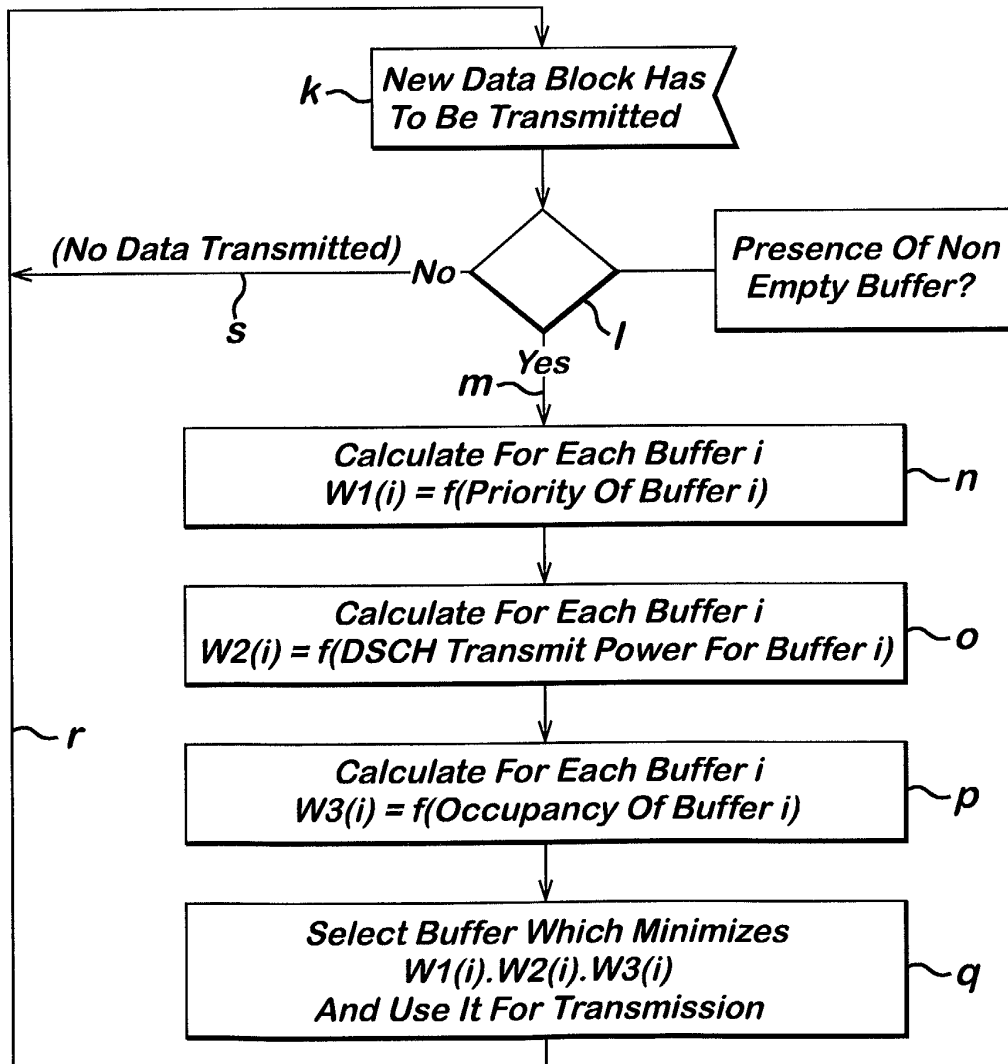 New Data Block Has
To Be Transmitted
k
(No Data Transmitted)
No
s
l
Presence Of Non
Empty Buffer?
Yes
m
Calculate For Each Buffer i
W1(i) = f(Priority Of Buffer i)
n
Calculate For Each Buffer i
W2(i) = f(DSCH Transmit Power For Buffer i)
o
r
Calculate For Each Buffer i
W3(i) = f(Occupancy Of Buffer i)
p
Select Buffer Which Minimizes
W1(i).W2(i).W3(i)
And Use It For Transmission
q